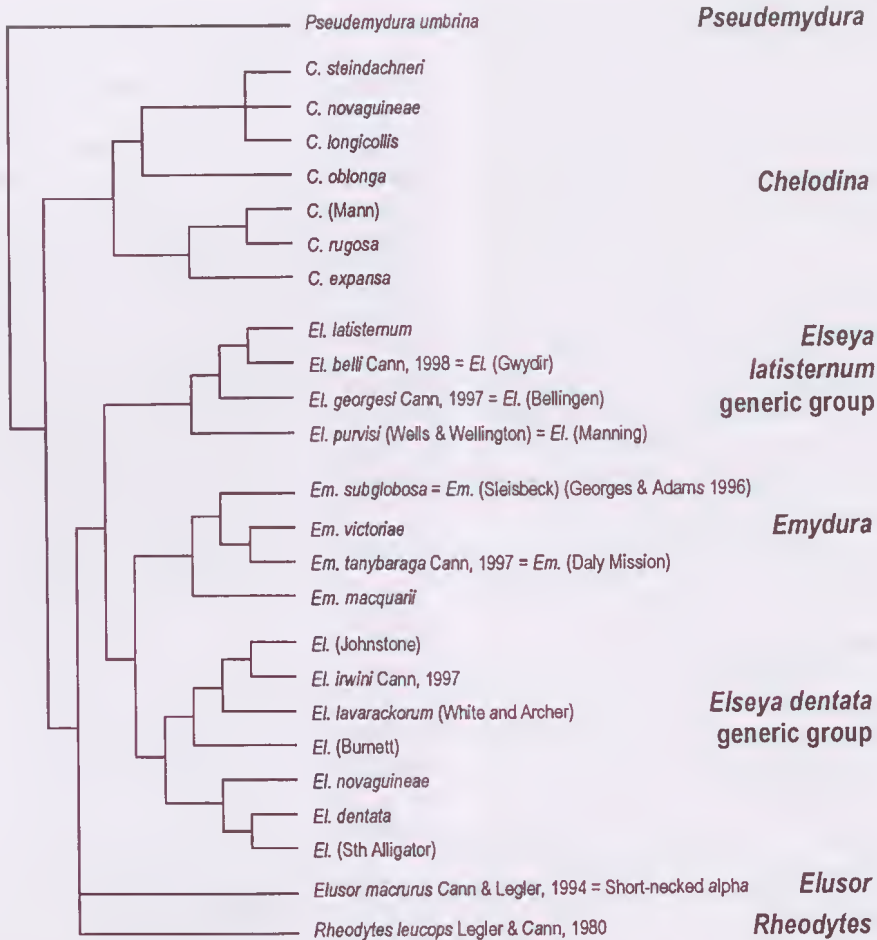 Pseudemydura umbrina
Pseudemydura
C. steindachneri
C. novaguineae
C. longicollis
C. oblonga
Chelodina
C. (Mann)
C. rugosa
C. expansa
El. latisternum
Elseya
latisternum
generic group
El. belli Cann, 1998 = El. (Gwydir)
El. georgesi Cann, 1997 = El. (Bellingen)
El. purvisi (Wells & Wellington) = El. (Manning)
Em. subglobosa = Em. (Sleisbeck) (Georges & Adams 1996)
Em. victoriae
Emydura
Em. tanybaraga Cann, 1997 = Em. (Daly Mission)
Em. macquarii
El. (Johnstone)
El. irwini Cann, 1997
El. lavarackorum (White and Archer)
Elseya dentata
generic group
El. (Burnett)
El. novaguineae
El. dentata
El. (Sth Alligator)
Elusor macrurus Cann & Legler, 1994 = Short-necked alpha
Elusor
Rheodytes leucops Legler & Cann, 1980
Rheodytes